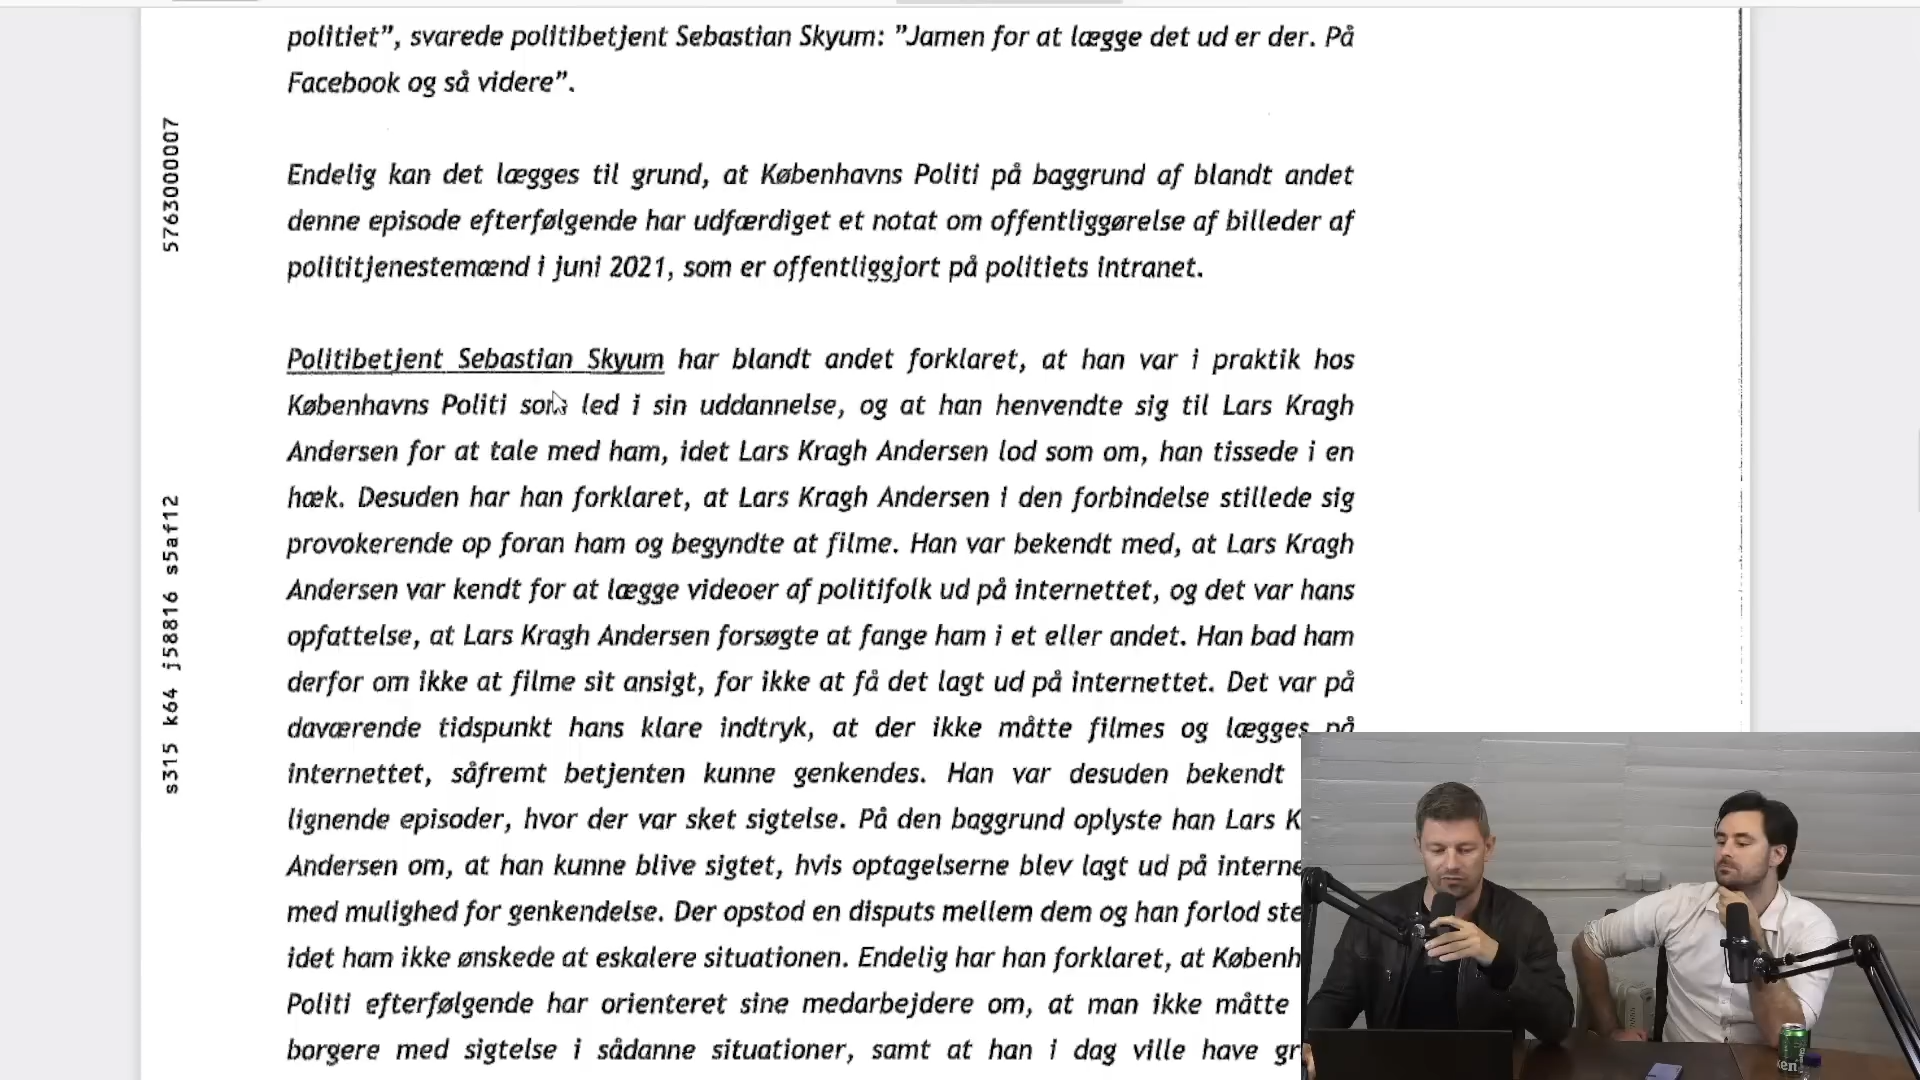 politiet”, svarede politibetjent Sebastian Skyum: ”Jamen for at lægge det ud er der. På
Facebook og så videre”.
Endelig kan det lægges til grund, at Københavns Politi på baggrund af blandt andet
denne episode efterfølgende har udfærdiget et notat om offentliggørelse af billeder af
polititjenestemænd i juni 2021, som er offentliggjort på politiets intranet.
Politibetjent Sebastian Skyum har blandt andet forklaret, at han var i praktik hos
Københavns Politi som led i sin uddannelse, og at han henvendte sig til Lars Kragh
Andersen for at tale med ham, idet Lars Kragh Andersen lod som om, han tissede i en
hæk. Desuden har han forklaret, at Lars Kragh Andersen i den forbindelse stillede sig
provokerende op foran ham og begyndte at filme. Han var bekendt med, at Lars Kragh
Andersen var kendt for at lægge videoer af politifolk ud på internettet, og det var hans
opfattelse, at Lars Kragh Andersen forsøgte at fange ham i et eller andet. Han bad ham
derfor om ikke at filme sit ansigt, for ikke at få det lagt ud på internettet. Det var på
daværende tidspunkt hans klare indtryk, at der ikke måtte filmes og lægges på
internettet, såfremt betjenten kunne genkendes. Han var desuden bekendt
lignende episoder, hvor der var sket sigtelse. På den baggrund oplyste han Lars K
Andersen om, at han kunne blive sigtet, hvis optagelserne blev lagt ud på interne
med mulighed for genkendelse. Der opstod en disputs mellem dem og han forlod ste
idet ham ikke ønskede at eskalere situationen. Endelig har han forklaret, at Københ
Politi efterfølgende har orienteret sine medarbejdere om, at man ikke måtte
borgere med sigtelse i sådanne situationer, samt at han i dag ville have gr
5763000007
s315 k64 j58816 s5af12